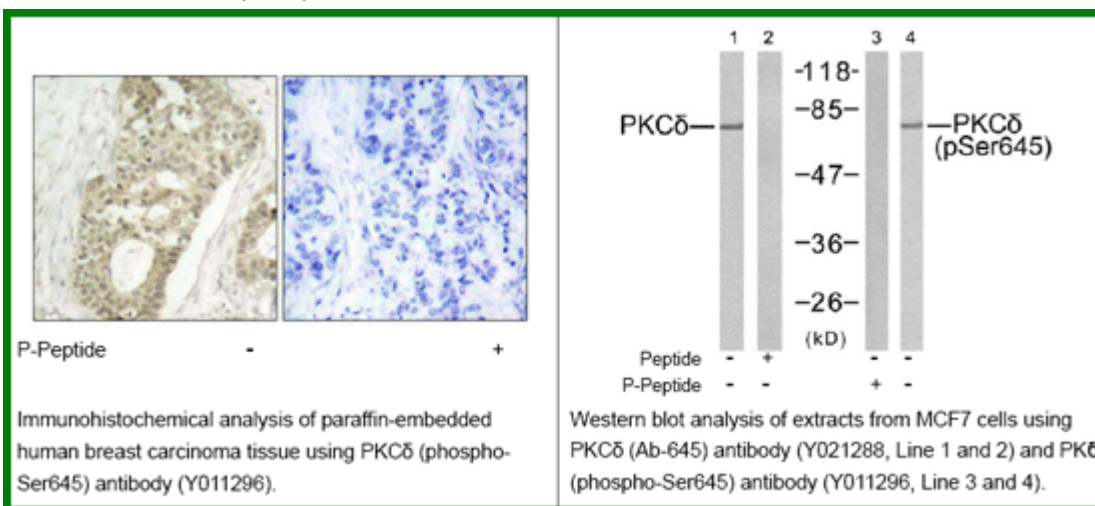 P-Peptide - +
Immunohistochemical analysis of paraffin-embedded
human breast carcinoma tissue using PKCδ (phospho-
Ser645) antibody (Y011296).
1 2 3 4
-118-
-85-
PKCδ
PKCδ
(pSer645)
-47-
-36-
-26-
(kD)
Peptide - + - -
P-Peptide - - + -
Western blot analysis of extracts from MCF7 cells using
PKCδ (Ab-645) antibody (Y021288, Line 1 and 2) and PKδ
(phospho-Ser645) antibody (Y011296, Line 3 and 4).